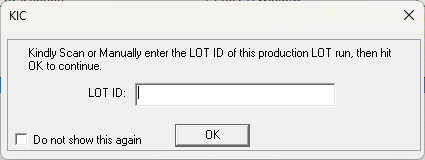 KIC
Kindly Scan or Manually enter the LOT ID of this production LOT run, then hit
OK to continue.
LOT ID:
Do not show this again
OK